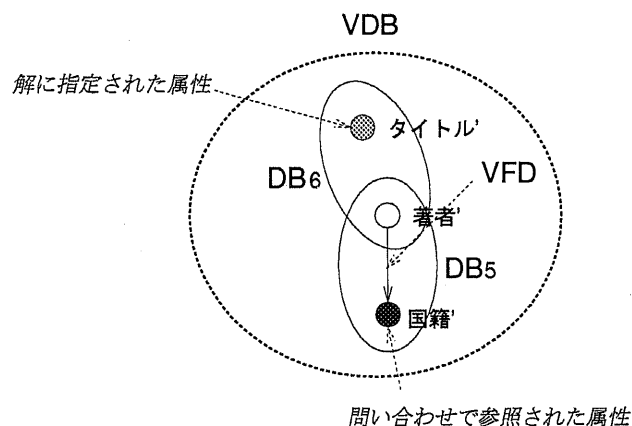 VDB
解に指定された属性
タイトル'
DB6
VFD
著者'
DB5
国籍'
問い合わせで参照された属性